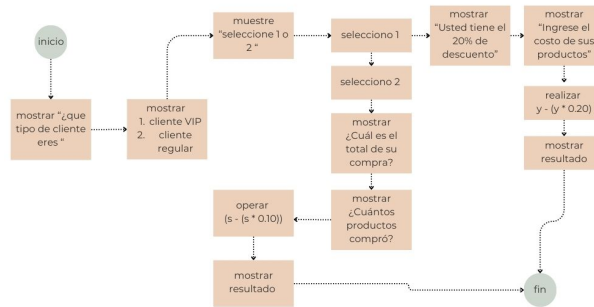 inicio
mostrar "¿que
tipo de cliente
eres "
mostrar
1. cliente VIP
2. cliente
regular
muestre
"seleccione 1 o
2 "
selecciono 1
mostrar
"Usted tiene el
20% de
descuento"
mostrar
"Ingrese el
costo de sus
productos"
realizar
y - (y * 0.20)
mostrar
resultado
selecciono 2
mostrar
¿Cuál es el
total de su
compra?
mostrar
¿Cuántos
productos
compró?
operar
(s - (s * 0.10))
mostrar
resultado
fin